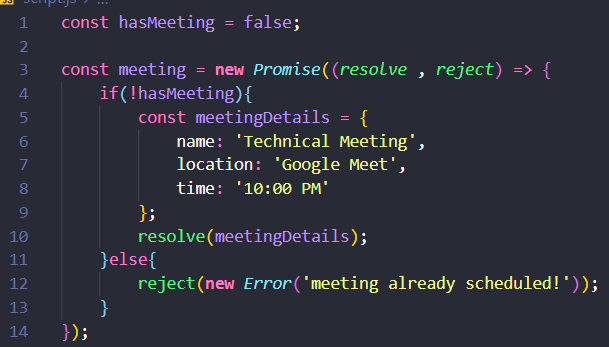 script.js > ...
1 const hasMeeting = false;
2
3 const meeting = new Promise((resolve , reject) => {
4 if(!hasMeeting){
5 const meetingDetails = {
6 name: 'Technical Meeting',
7 location: 'Google Meet',
8 time: '10:00 PM'
9 };
10 resolve(meetingDetails);
11 }else{
12 reject(new Error('meeting already scheduled!'));
13 }
14 });